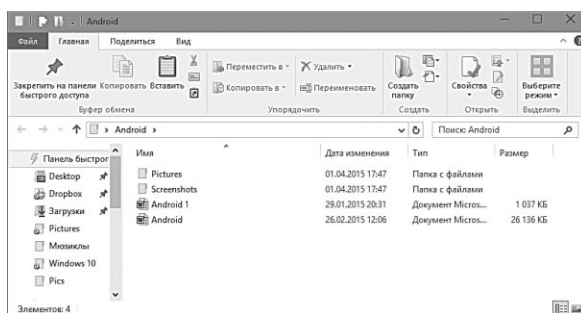 Android
Файл Главная Поделиться Вид
Закрепить на панели быстрого доступа
Копировать
Вставить
Переместить в
Копировать в
Удалить
Переименовать
Создать папку
Свойства
Выберите режим
Буфер обмена
Упорядочить
Создать
Открыть
Выделить
Android
Поиск: Android
Панель быстрог
Desktop
Dropbox
Загрузки
Pictures
Мюзиклы
Windows 10
Pics
Имя Дата изменения Тип Размер
Pictures 01.04.2015 17:47 Папка с файлами
Screenshots 01.04.2015 17:47 Папка с файлами
Android 1 29.01.2015 20:31 Документ Micros... 1 037 КБ
Android 26.02.2015 12:06 Документ Micros... 26 136 КБ
Элементов: 4